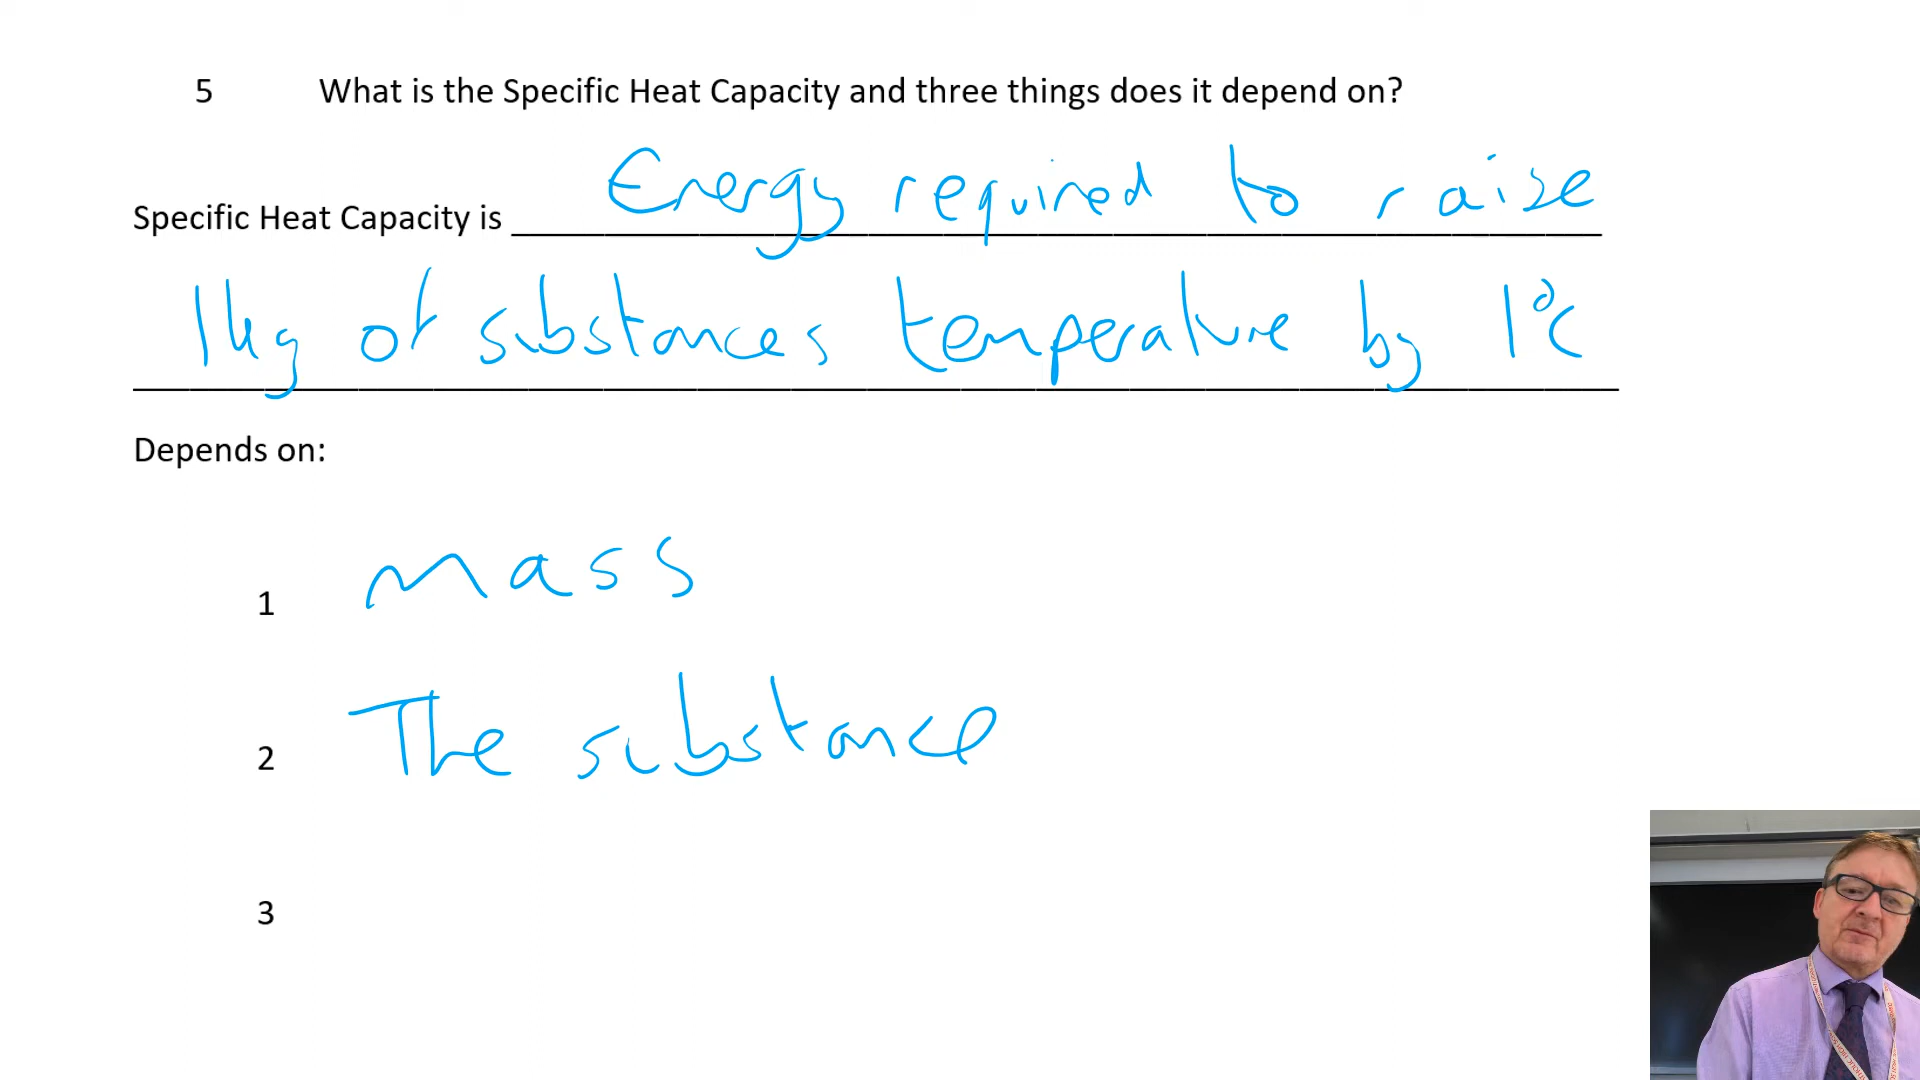 5 What is the Specific Heat Capacity and three things does it depend on?
Specific Heat Capacity is Energy required to raise
1kg of substances temperature by 1°C
Depends on:
1 mass
2 The substance
3